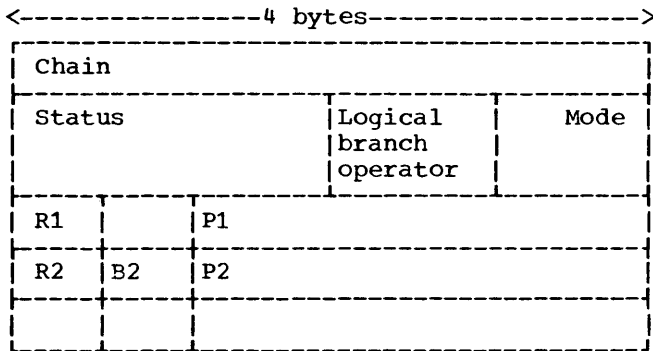 4 bytes
Chain
Status Logical Mode
branch
operator
R1 P1
R2 B2 P2